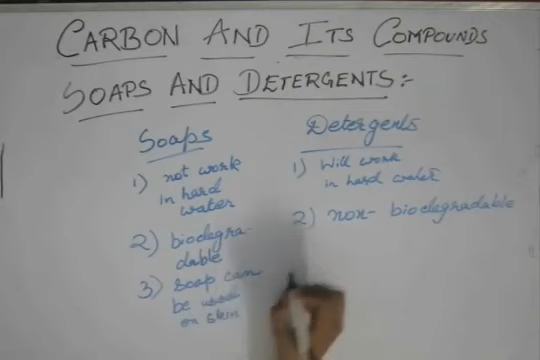 CARBON AND ITS COMPOUNDS
SOAPS AND DETERGENTS:-
Soaps
1) not work
in hard
water
2) biodegra-
dable
3) soap can
be used
on skin
Detergents
1) Will work
in hard water
2) non- biodegradable